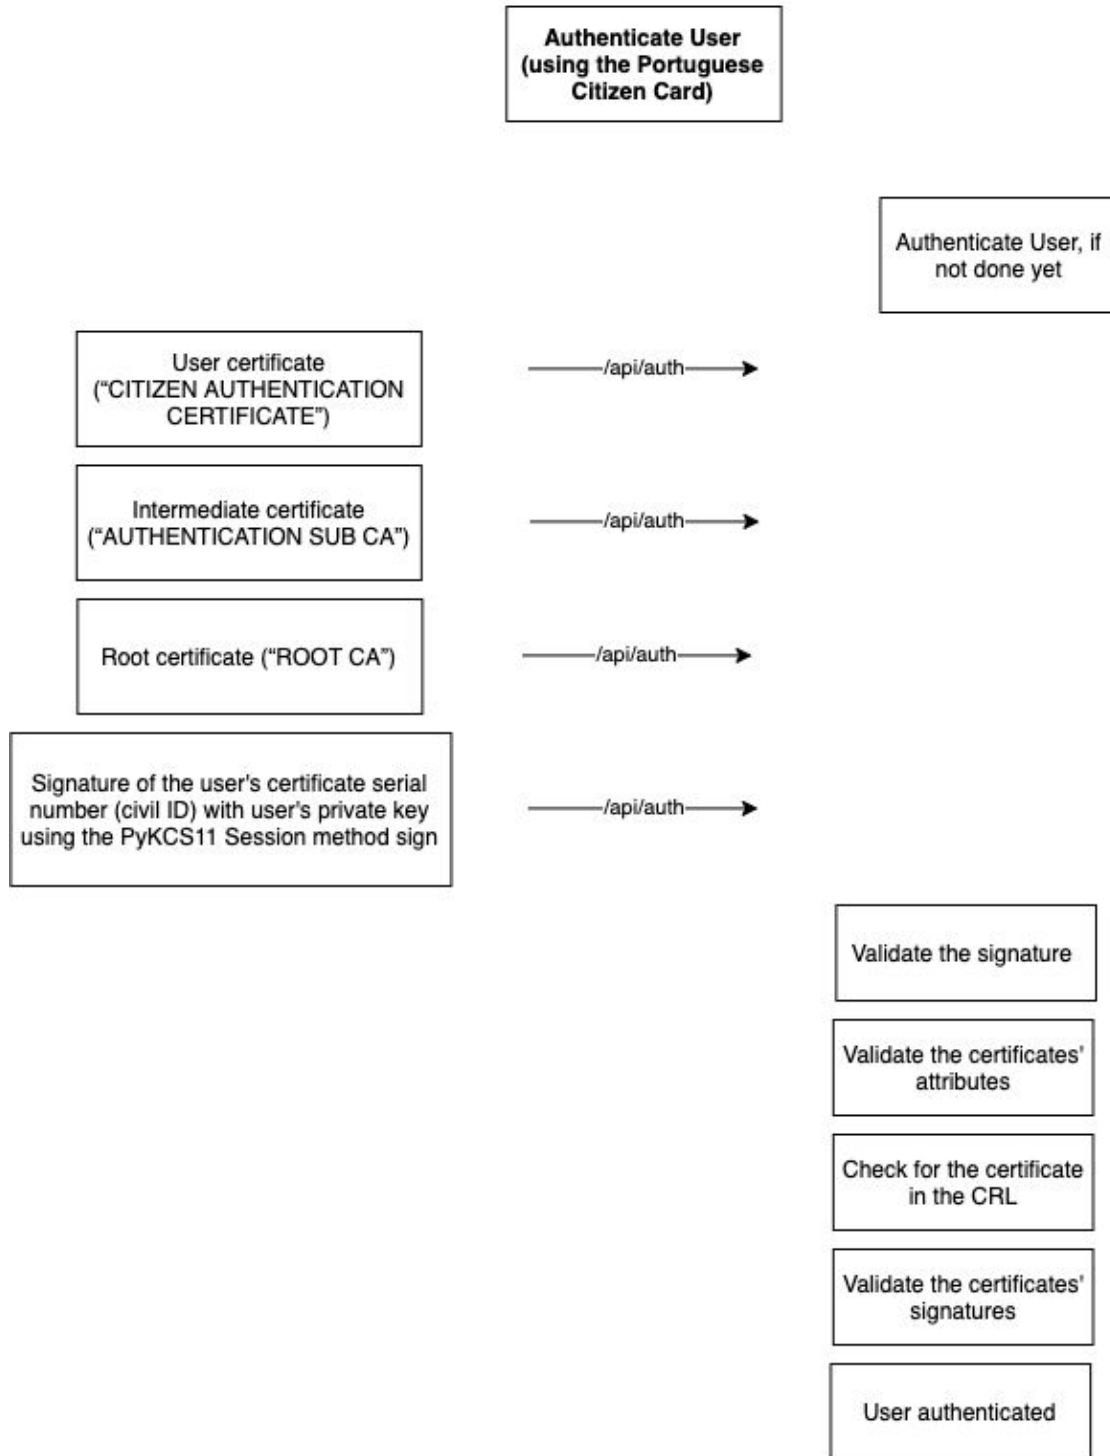 Authenticate User
(using the Portuguese
Citizen Card)
Authenticate User, if
not done yet
User certificate
(“CITIZEN AUTHENTICATION
CERTIFICATE”)
/api/auth
Intermediate certificate
(“AUTHENTICATION SUB CA”)
/api/auth
Root certificate (“ROOT CA”)
/api/auth
Signature of the user's certificate serial
number (civil ID) with user's private key
using the PyKCS11 Session method sign
/api/auth
Validate the signature
Validate the certificates'
attributes
Check for the certificate
in the CRL
Validate the certificates'
signatures
User authenticated